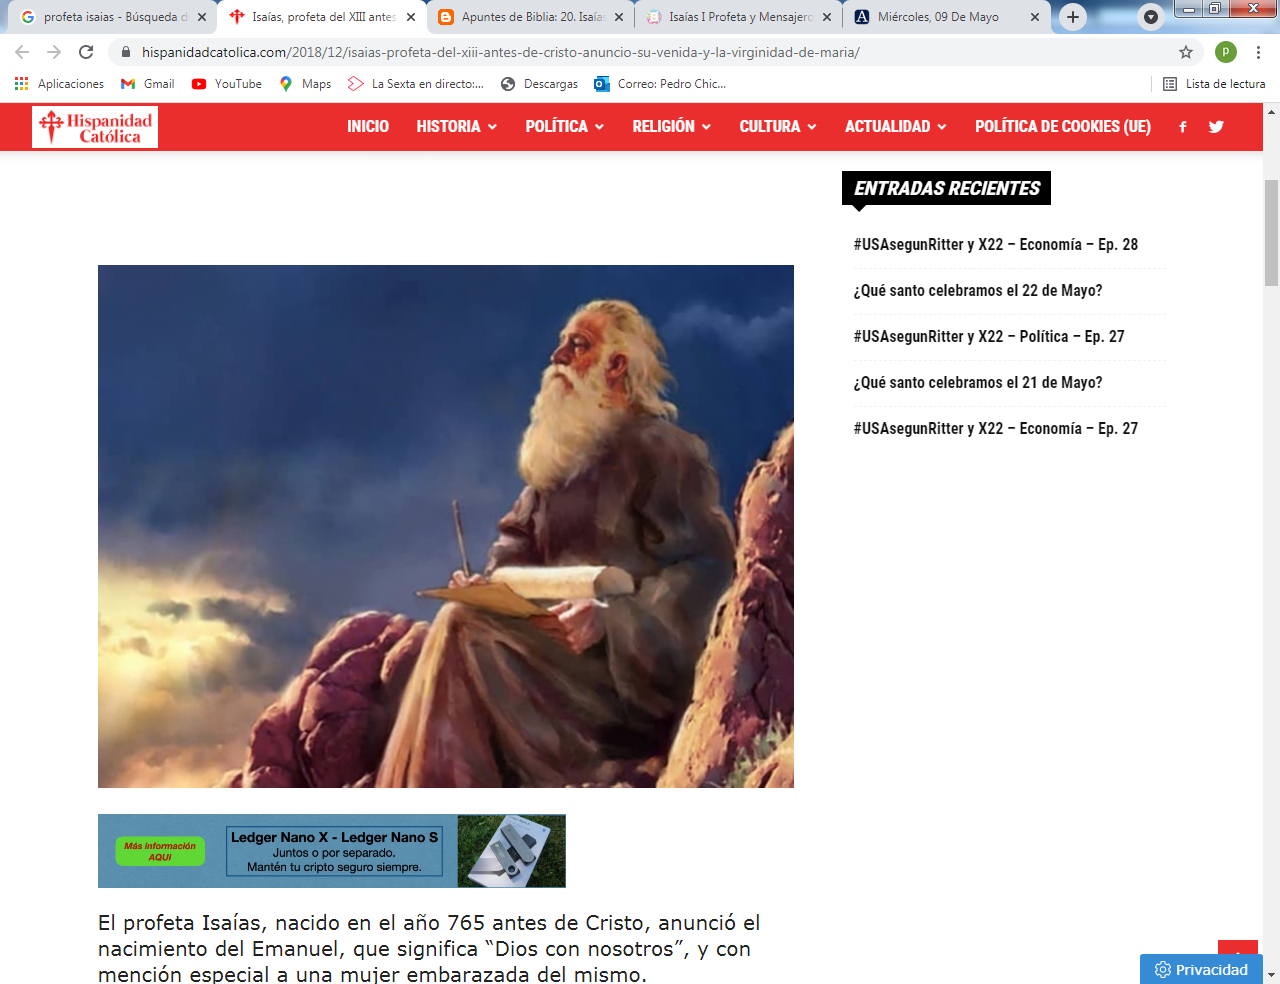 profeta isaias - Búsqueda d
Isaías, profeta del XIII antes
Apuntes de Biblia: 20. Isaías
Isaías I Profeta y Mensajero
Miércoles, 09 De Mayo
p
hispanidadcatolica.com/2018/12/isaias-profeta-del-xiii-antes-de-cristo-anuncio-su-venida-y-la-virginidad-de-maria/
Aplicaciones
Gmail
YouTube
Maps
La Sexta en directo:...
Descargas
Correo: Pedro Chic...
Lista de lectura
Hispanidad
Católica
INICIO
HISTORIA
POLÍTICA
RELIGIÓN
CULTURA
ACTUALIDAD
POLÍTICA DE COOKIES (UE)
ENTRADAS RECIENTES
#USAsegunRitter y X22 – Economía – Ep. 28
¿Qué santo celebramos el 22 de Mayo?
#USAsegunRitter y X22 – Política – Ep. 27
¿Qué santo celebramos el 21 de Mayo?
#USAsegunRitter y X22 – Economía – Ep. 27
Más información
AQUI
Ledger Nano X - Ledger Nano S
Juntos o por separado.
Mantén tu cripto seguro siempre.
El profeta Isaías, nacido en el año 765 antes de Cristo, anunció el
nacimiento del Emanuel, que significa “Dios con nosotros”, y con
mención especial a una mujer embarazada del mismo.
Privacidad